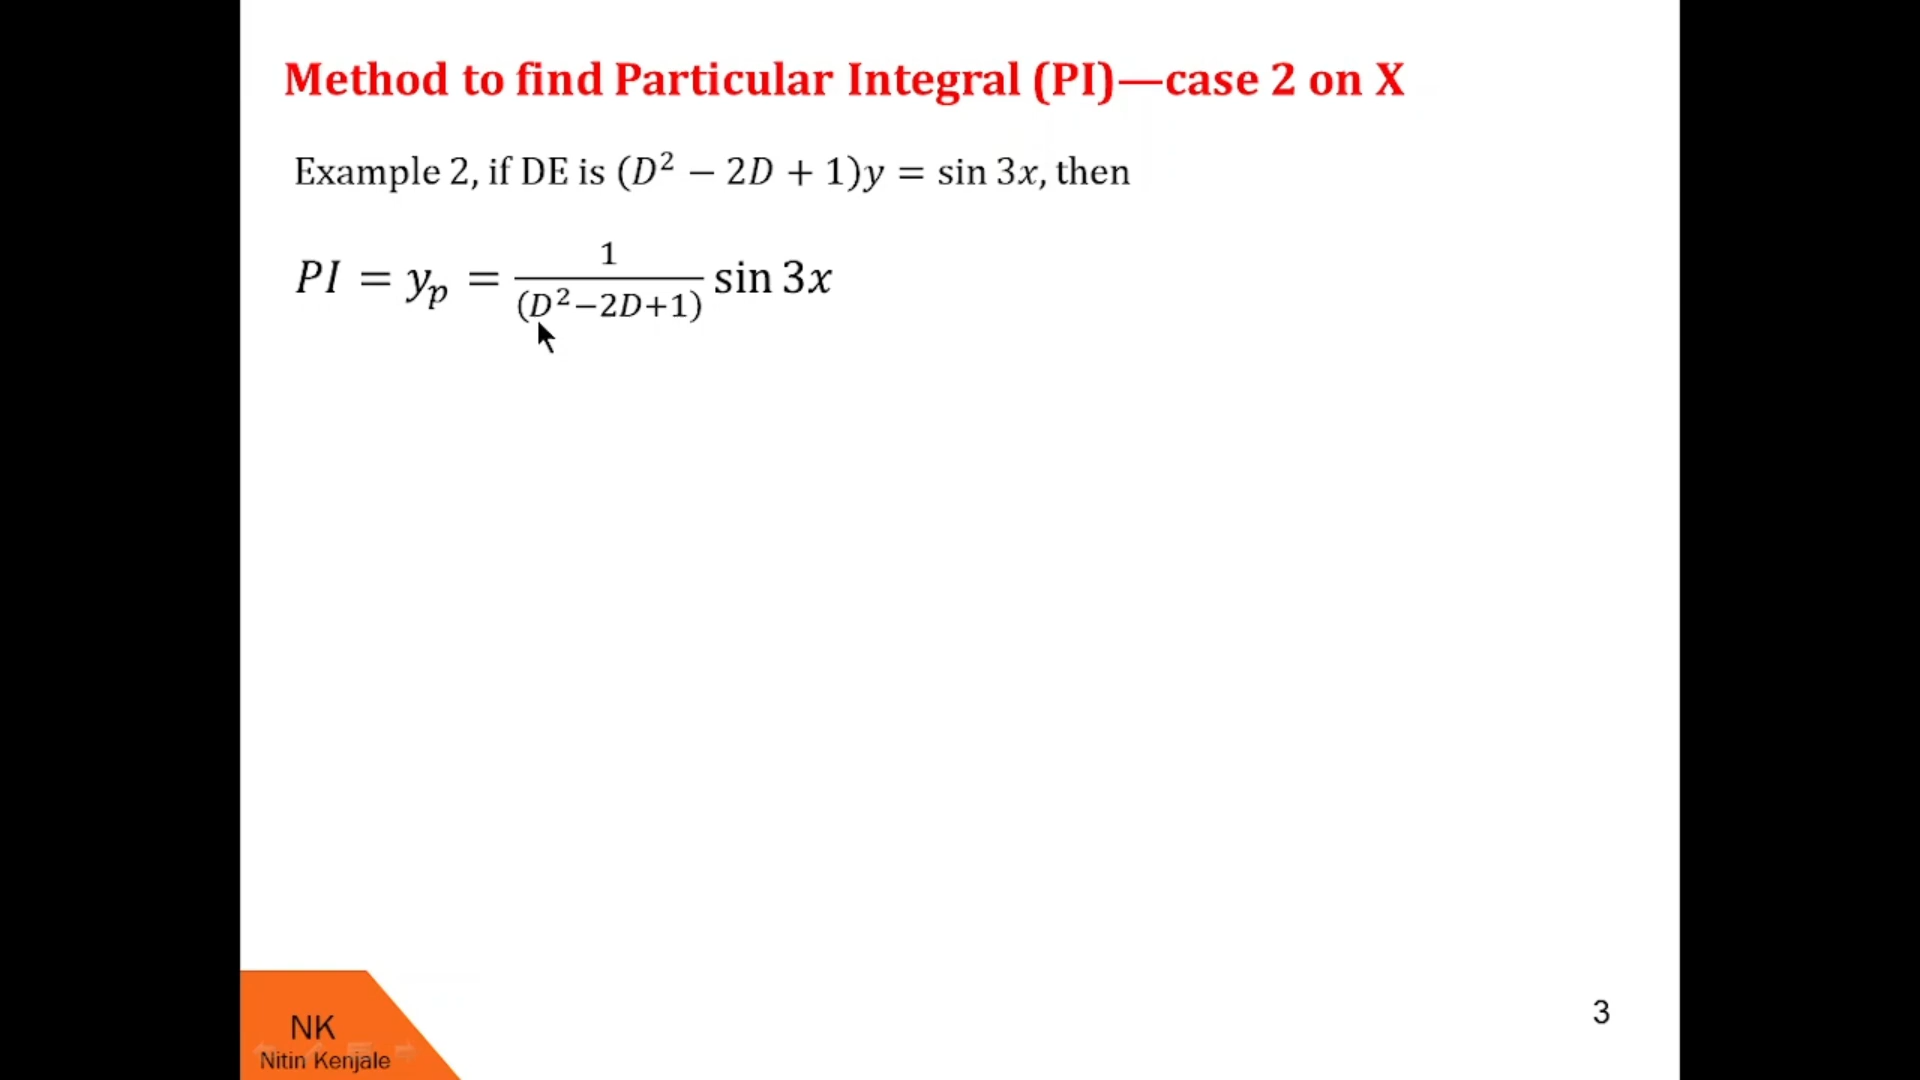 Method to find Particular Integral (PI)—case 2 on X
Example 2, if DE is (D² − 2D + 1)y = sin 3x, then
PI = yₚ = 1/(D²−2D+1) sin 3x
NK
Nitin Kenjale
3